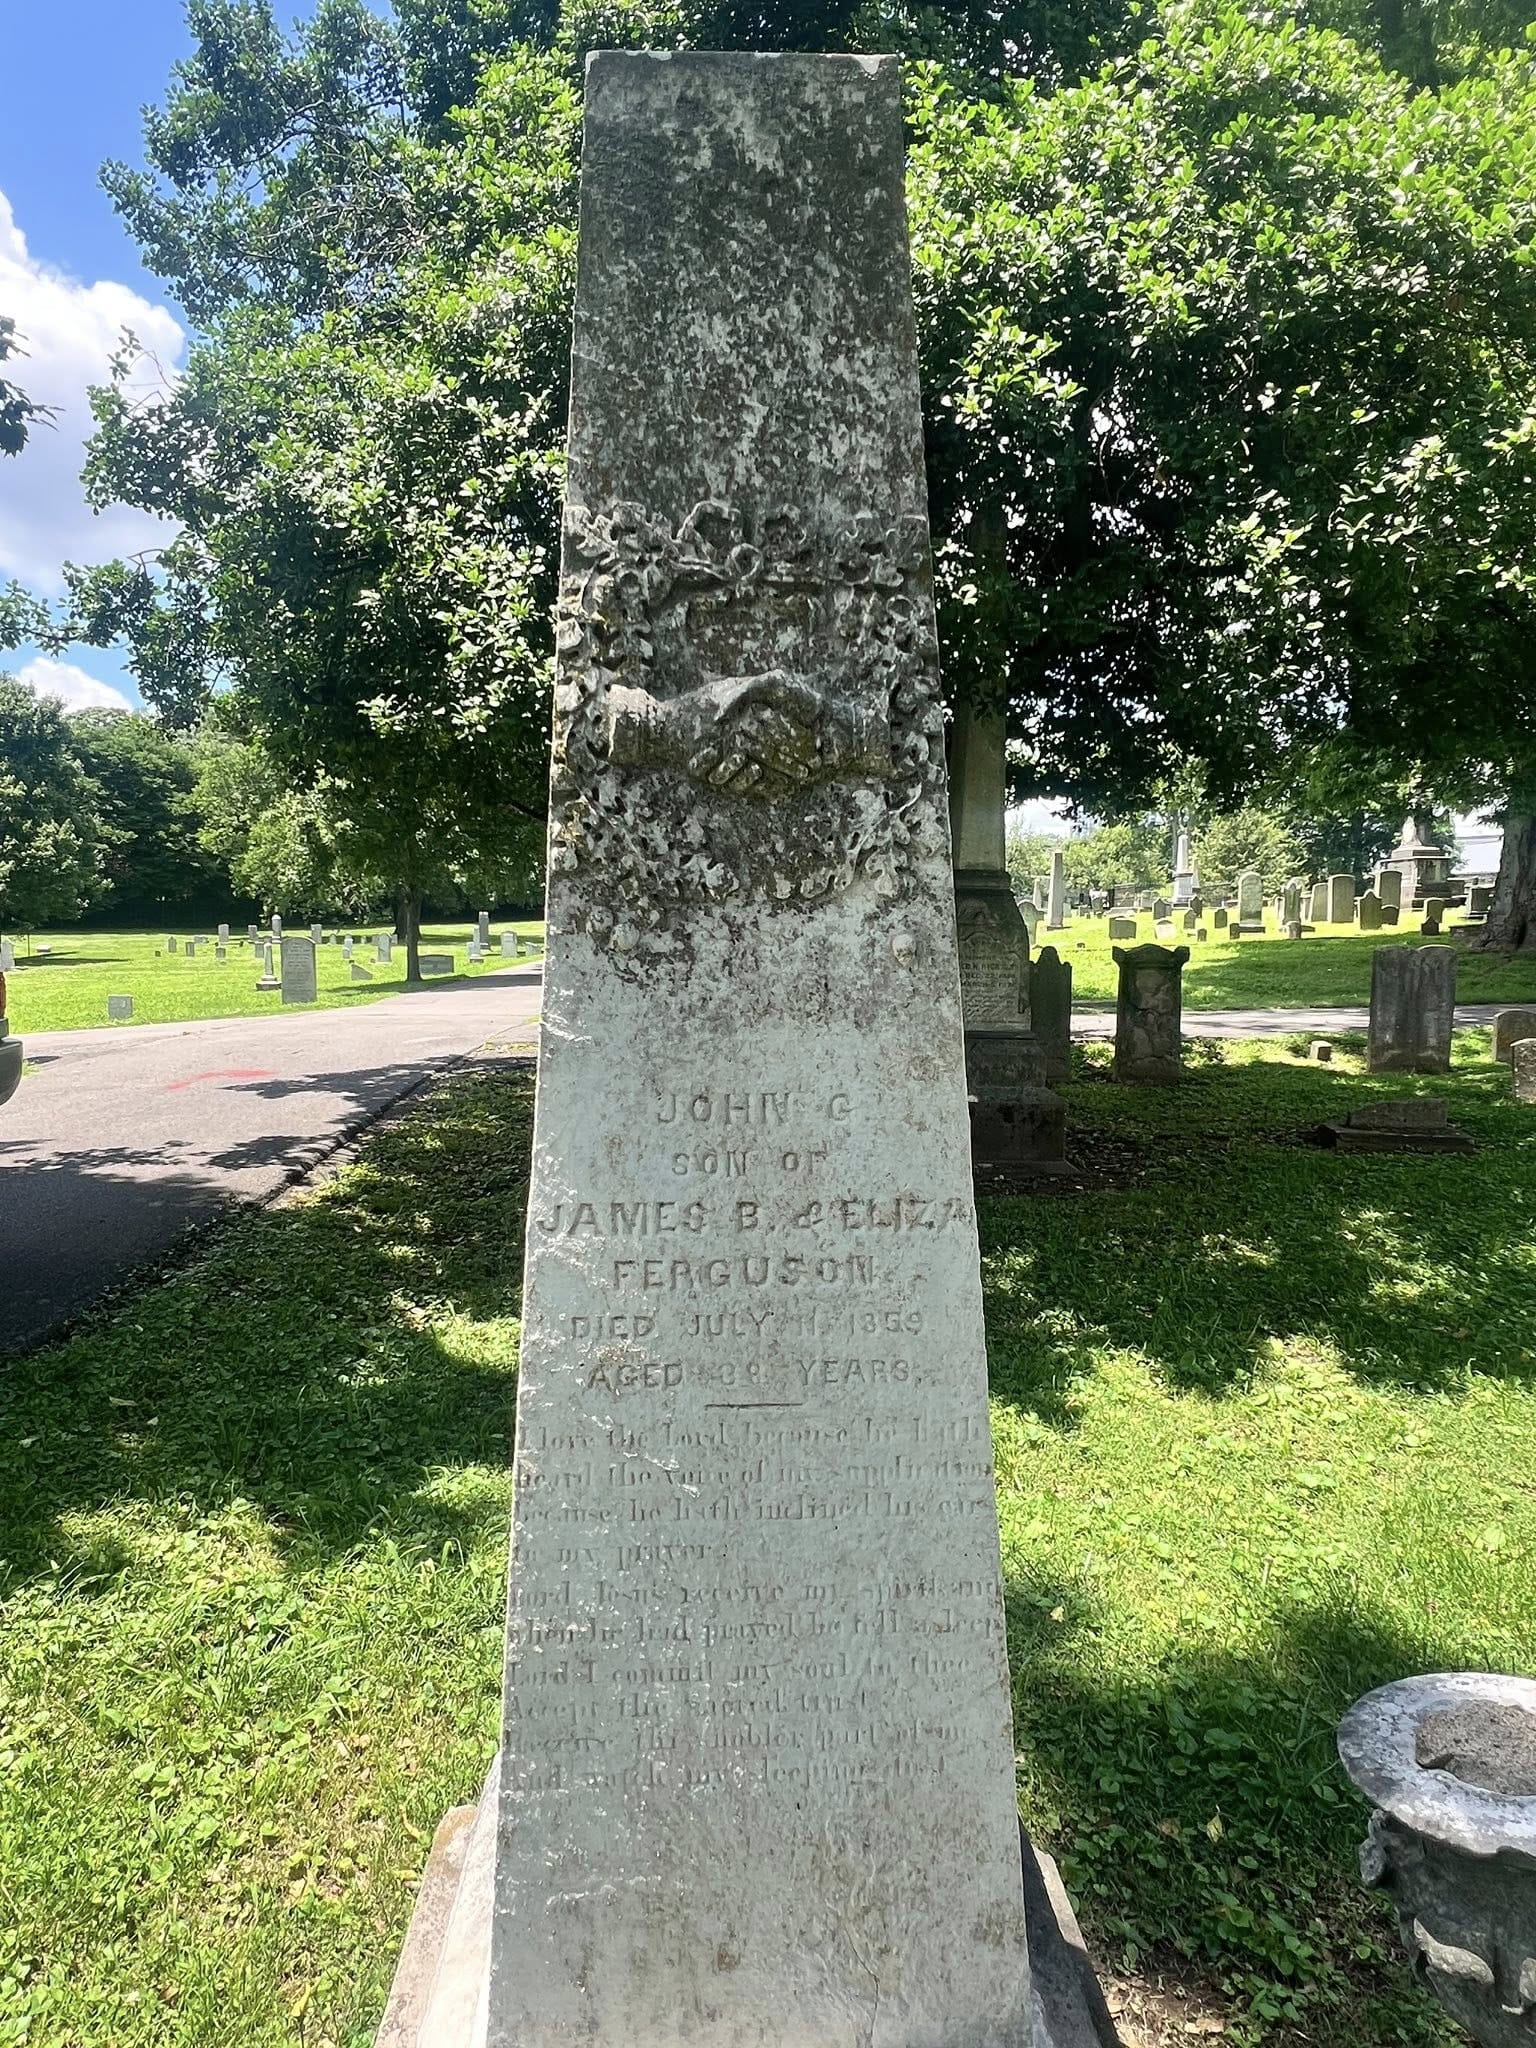 JOHN G
SON OF
JAMES B. & ELIZA
FERGUSON
DIED JULY 11, 1859
AGED 38 YEARS.
I love the Lord because he hath
heard the voice of my supplication
because he hath inclined his ear
to my prayer
Lord Jesus receive my spirit and
when he had prayed he fell asleep
Lord I commit my soul to thee
Accept the sacred trust
Receive this nobler part of mine
And watch my sleeping dust